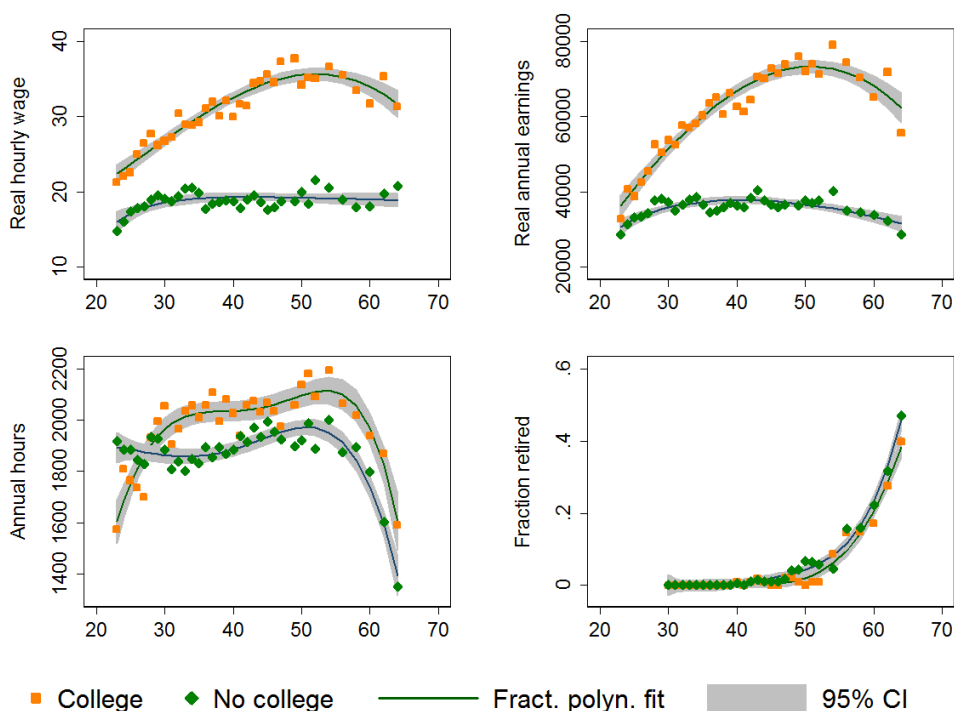 Real hourly wage
40
30
20
10
20 30 40 50 60 70
Real annual earnings
80000
60000
40000
20000
20 30 40 50 60 70
Annual hours
2200
2000
1800
1600
1400
20 30 40 50 60 70
Fraction retired
.6
.4
.2
0
20 30 40 50 60 70
College No college Fract. polyn. fit 95% CI